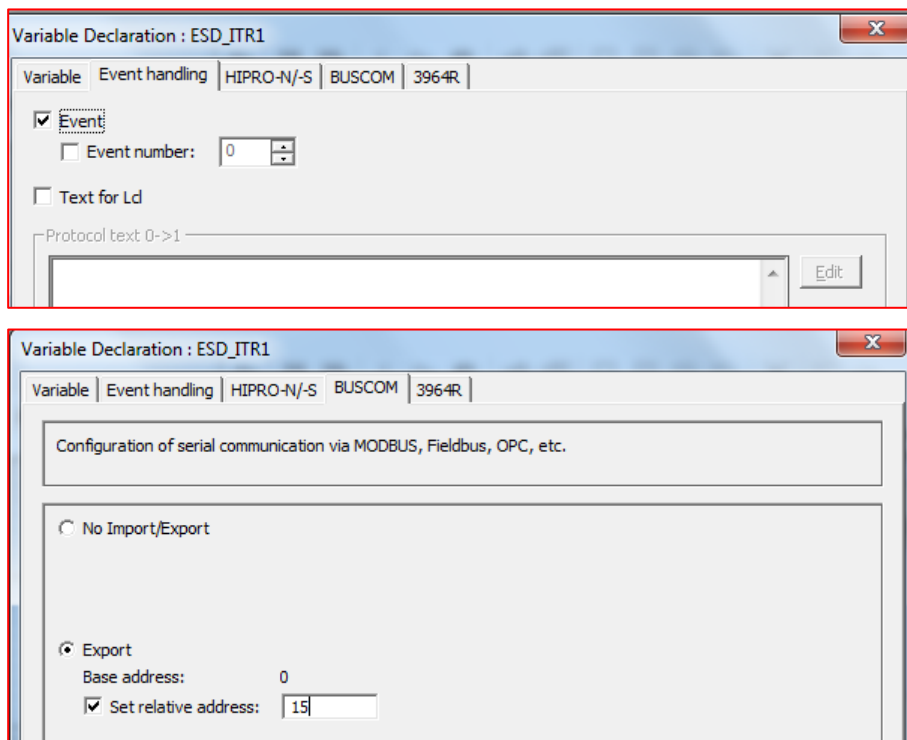 Variable Declaration : ESD_ITR1
Variable Event handling HIPRO-N/-S BUSCOM 3964R
Event
Event number: 0
Text for Lcl
Protocol text 0->1
Edit
Variable Declaration : ESD_ITR1
Variable Event handling HIPRO-N/-S BUSCOM 3964R
Configuration of serial communication via MODBUS, Fieldbus, OPC, etc.
No Import/Export
Export
Base address: 0
Set relative address: 15